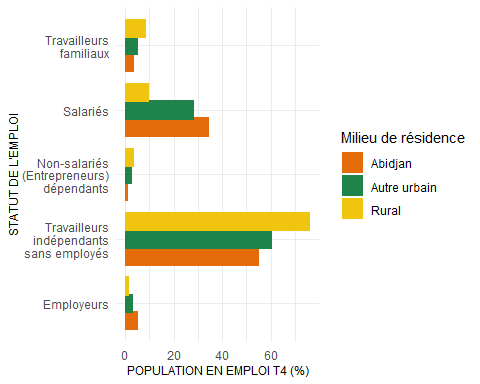 STATUT DE L'EMPLOI
Travailleurs
familiaux
Salariés
Non-salariés
(Entrepreneurs)
dépendants
Travailleurs
indépendants
sans employés
Employeurs
0
20
40
60
POPULATION EN EMPLOI T4 (%)
Milieu de résidence
Abidjan
Autre urbain
Rural